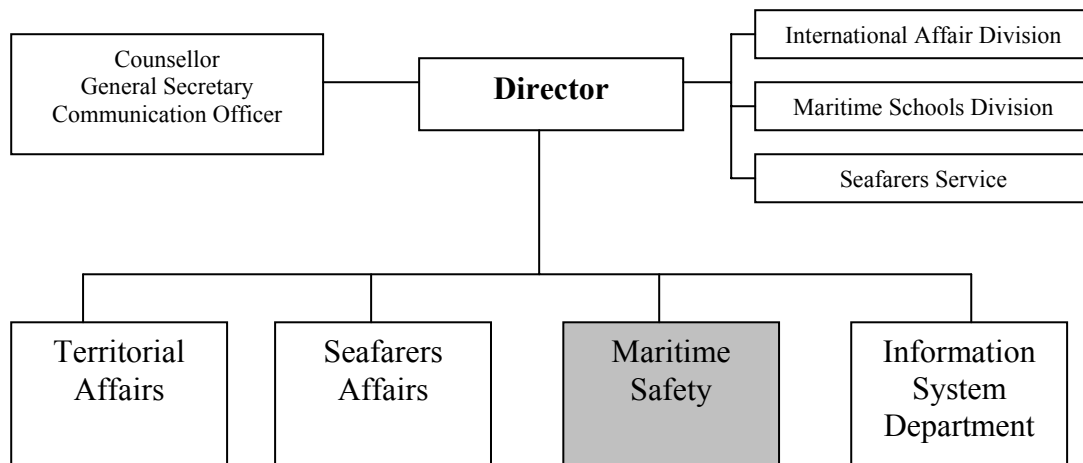 Counsellor
General Secretary
Communication Officer
Director
International Affair Division
Maritime Schools Division
Seafarers Service
Territorial
Affairs
Seafarers
Affairs
Maritime
Safety
Information
System
Department